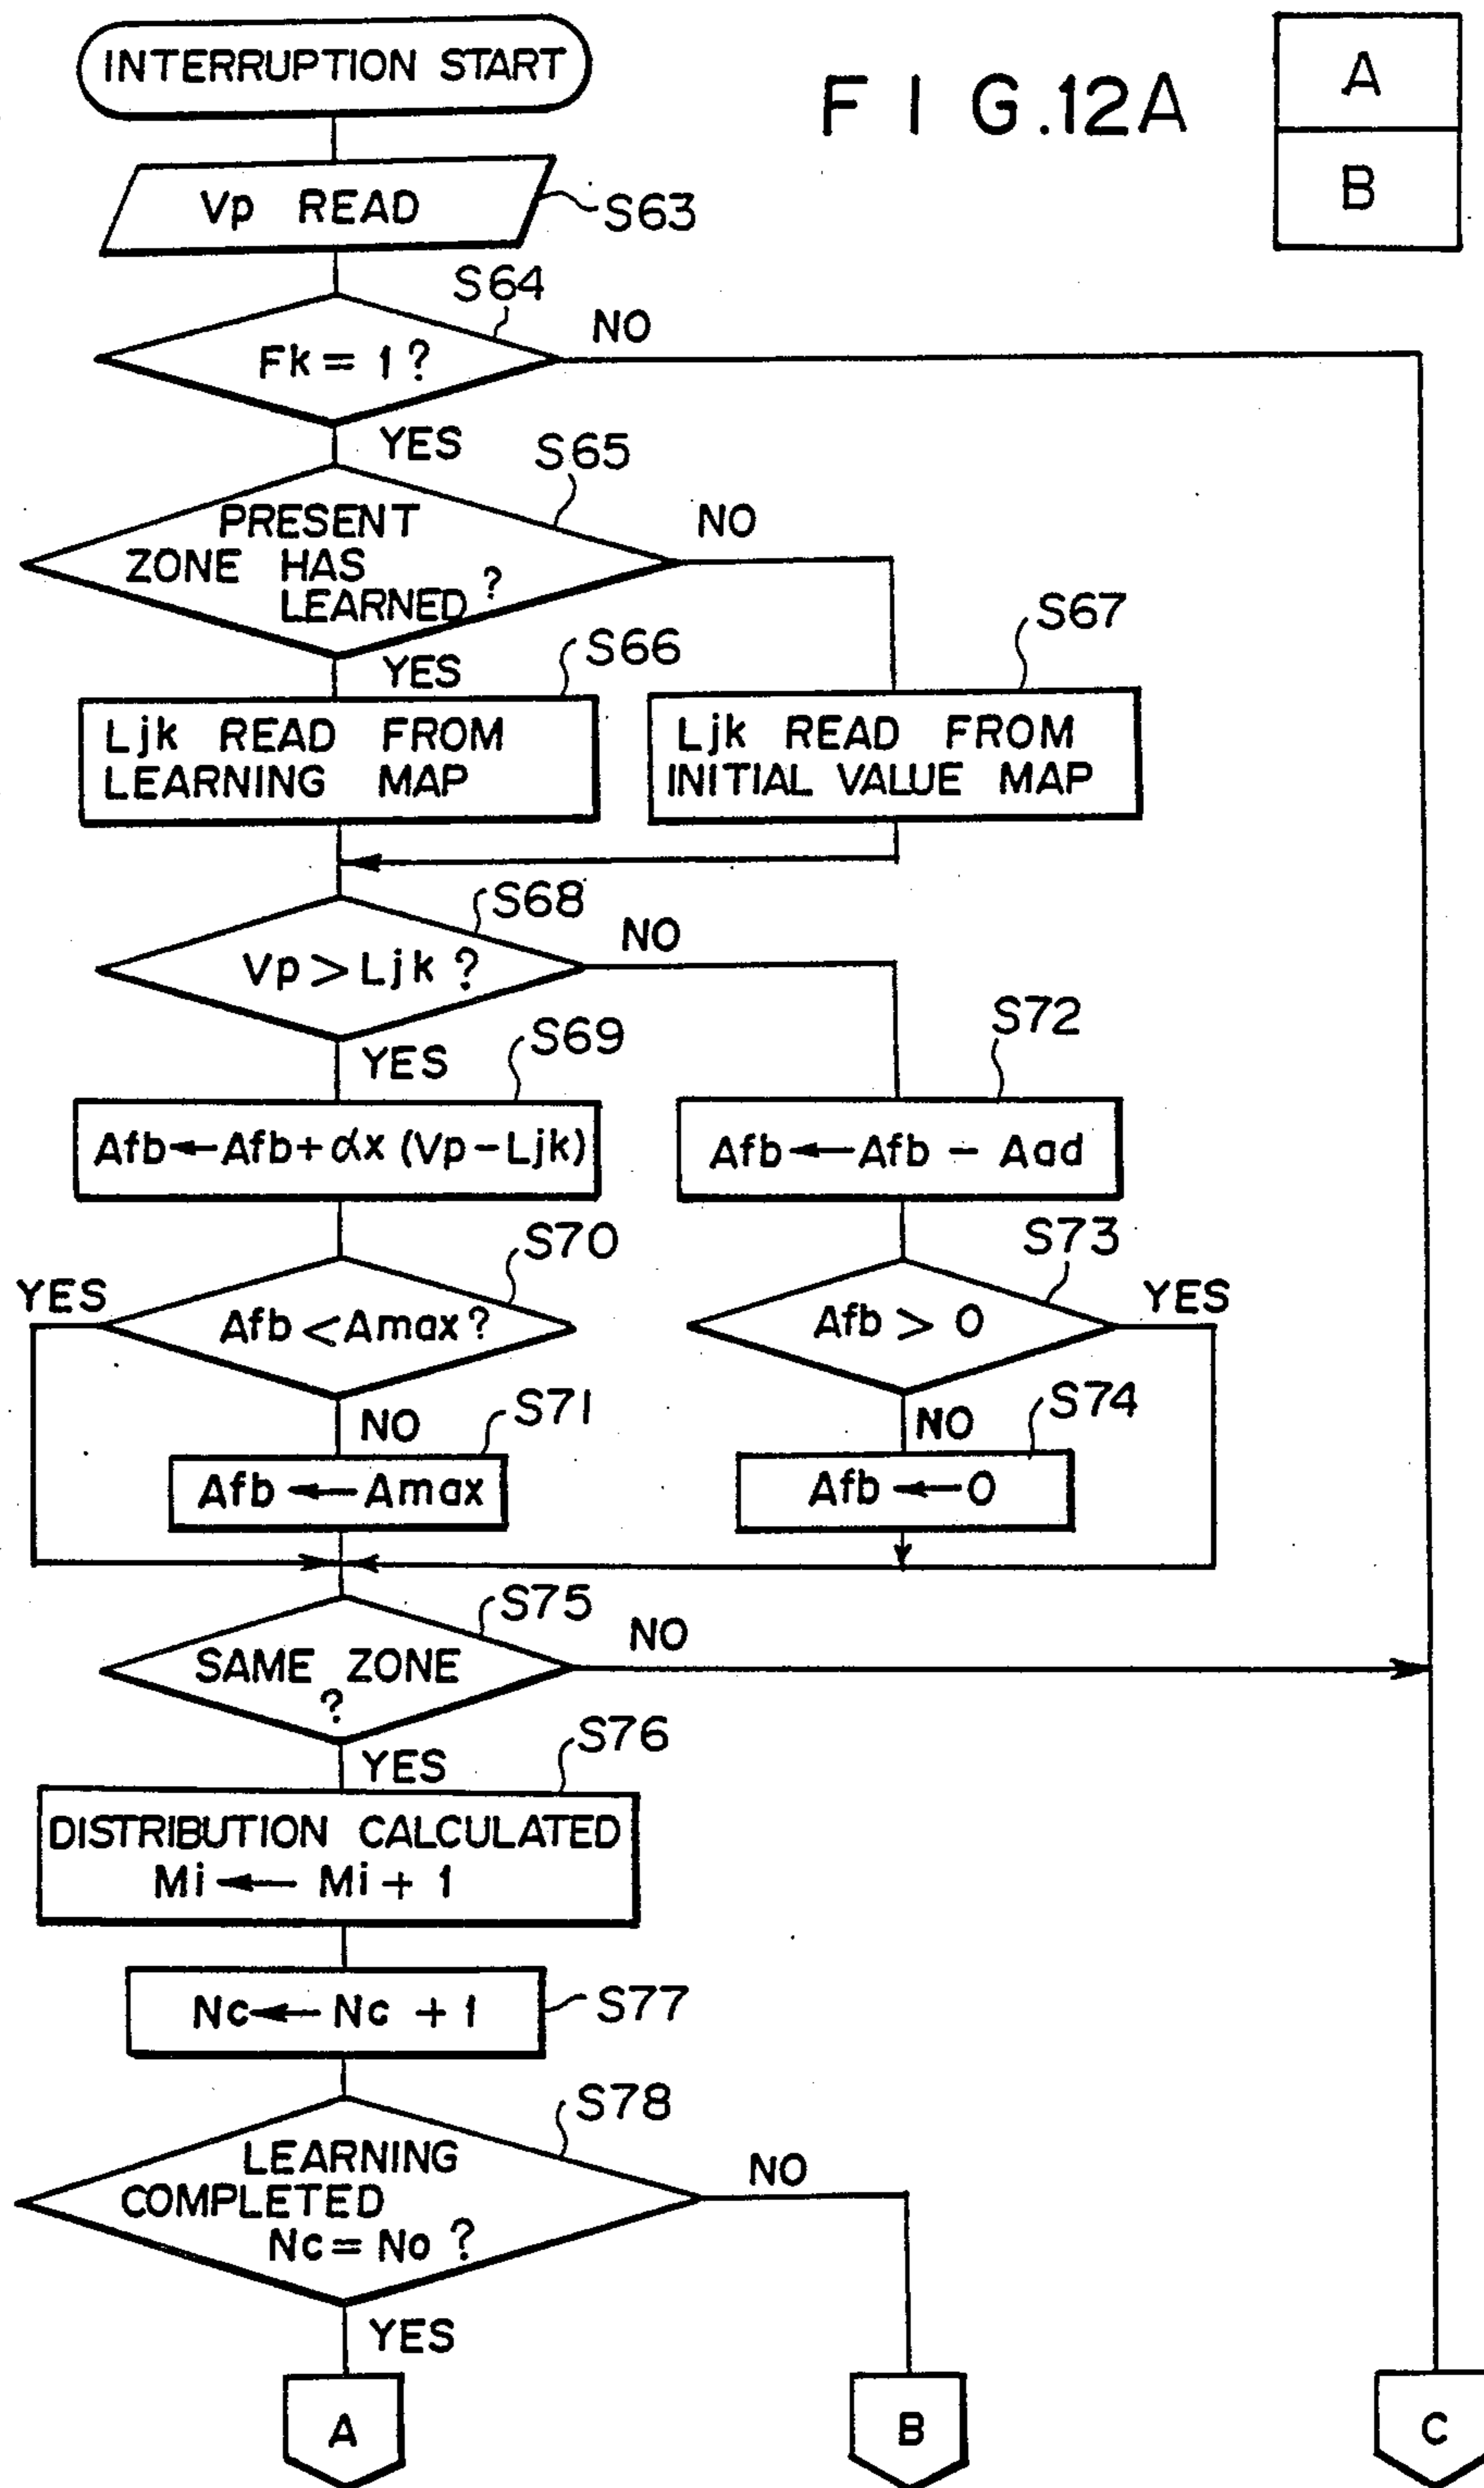 INTERRUPTION START
F I G.12A
A
B
Vp READ
S63
S64
Fk = 1 ?
NO
YES
S65
PRESENT
ZONE HAS
LEARNED ?
NO
YES
S66
S67
Ljk READ FROM
LEARNING MAP
Ljk READ FROM
INITIAL VALUE MAP
S68
Vp > Ljk ?
NO
YES
S69
S72
Afb←Afb+αx (Vp-Ljk)
Afb←Afb - Aad
S70
S73
YES
Afb < Amax ?
Afb > 0
YES
NO
S71
NO
S74
Afb ← Amax
Afb ← 0
S75
SAME ZONE
?
NO
YES
S76
DISTRIBUTION CALCULATED
Mi ← Mi + 1
Nc ← Nc + 1
S77
S78
LEARNING
COMPLETED
Nc = No ?
NO
YES
A
B
C